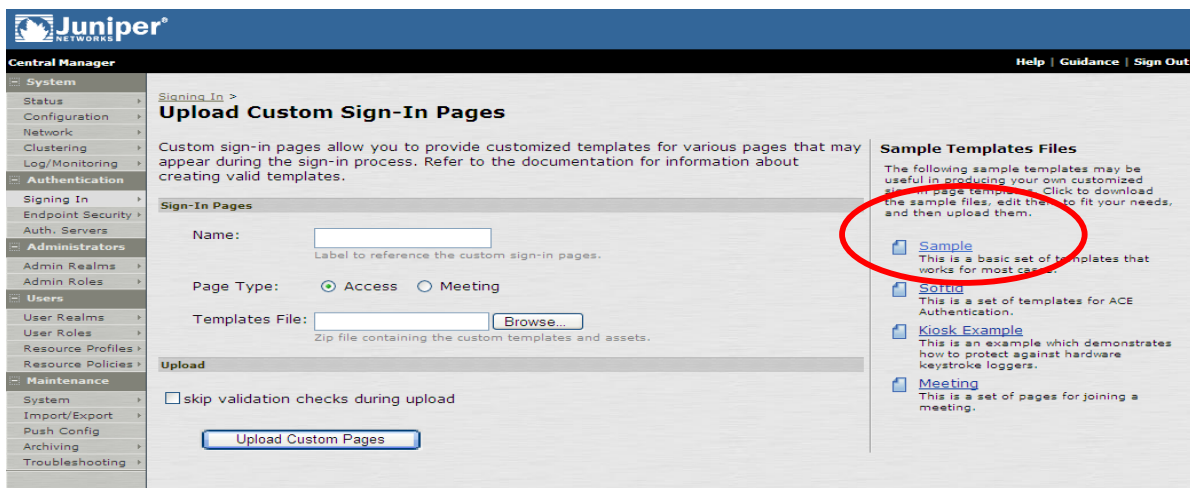 Juniper®
NETWORKS
Central Manager
Help | Guidance | Sign Out
System
Status
Configuration
Network
Clustering
Log/Monitoring
Authentication
Signing In
Endpoint Security
Auth. Servers
Administrators
Admin Realms
Admin Roles
Users
User Realms
User Roles
Resource Profiles
Resource Policies
Maintenance
System
Import/Export
Push Config
Archiving
Troubleshooting
Signing In >
Upload Custom Sign-In Pages
Custom sign-in pages allow you to provide customized templates for various pages that may
appear during the sign-in process. Refer to the documentation for information about
creating valid templates.
Sign-In Pages
Name:
Label to reference the custom sign-in pages.
Page Type: Access Meeting
Templates File: Browse...
Zip file containing the custom templates and assets.
Upload
skip validation checks during upload
Upload Custom Pages
Sample Templates Files
The following sample templates may be
useful in producing your own customized
sign-in page templates. Click to download
the sample files, edit them to fit your needs,
and then upload them.
Sample
This is a basic set of templates that
works for most cases.
Softid
This is a set of templates for ACE
Authentication.
Kiosk Example
This is an example which demonstrates
how to protect against hardware
keystroke loggers.
Meeting
This is a set of pages for joining a
meeting.